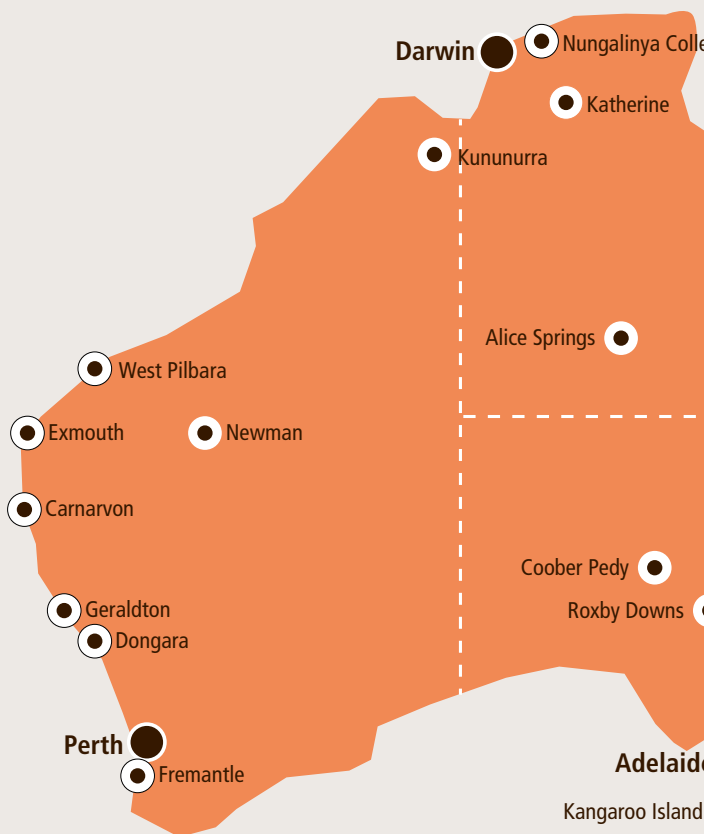 Darwin
Nungalinya Colle
Katherine
Kununurra
Alice Springs
West Pilbara
Exmouth
Newman
Carnarvon
Coober Pedy
Geraldton
Roxby Downs
Dongara
Perth
Adelaide
Fremantle
Kangaroo Island